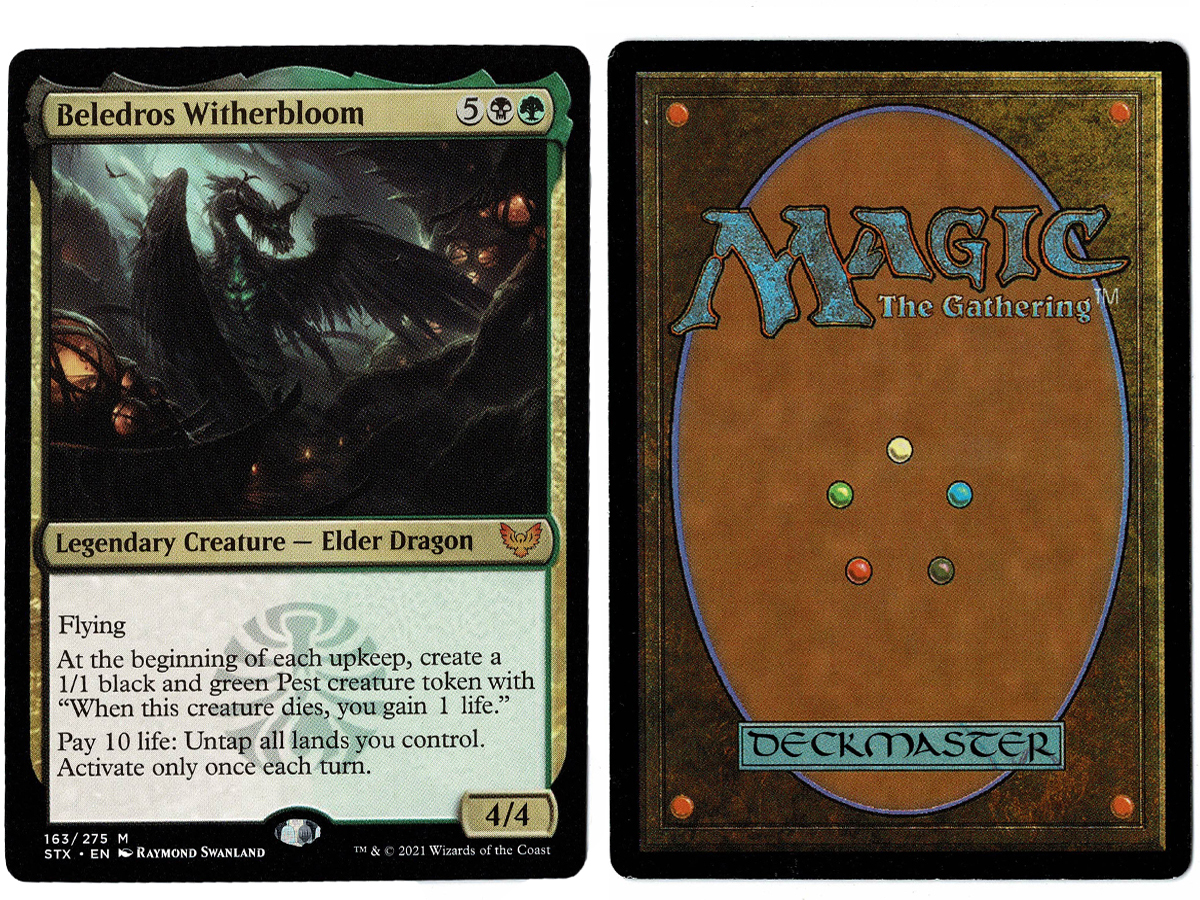 Beledros Witherbloom 5
Legendary Creature — Elder Dragon
Flying
At the beginning of each upkeep, create a
1/1 black and green Pest creature token with
“When this creature dies, you gain 1 life.”
Pay 10 life: Untap all lands you control.
Activate only once each turn.
4/4
163/275 M
STX • EN RAYMOND SWANLAND
™ & © 2021 Wizards of the Coast
MAGIC
The Gathering™
DECKMASTER